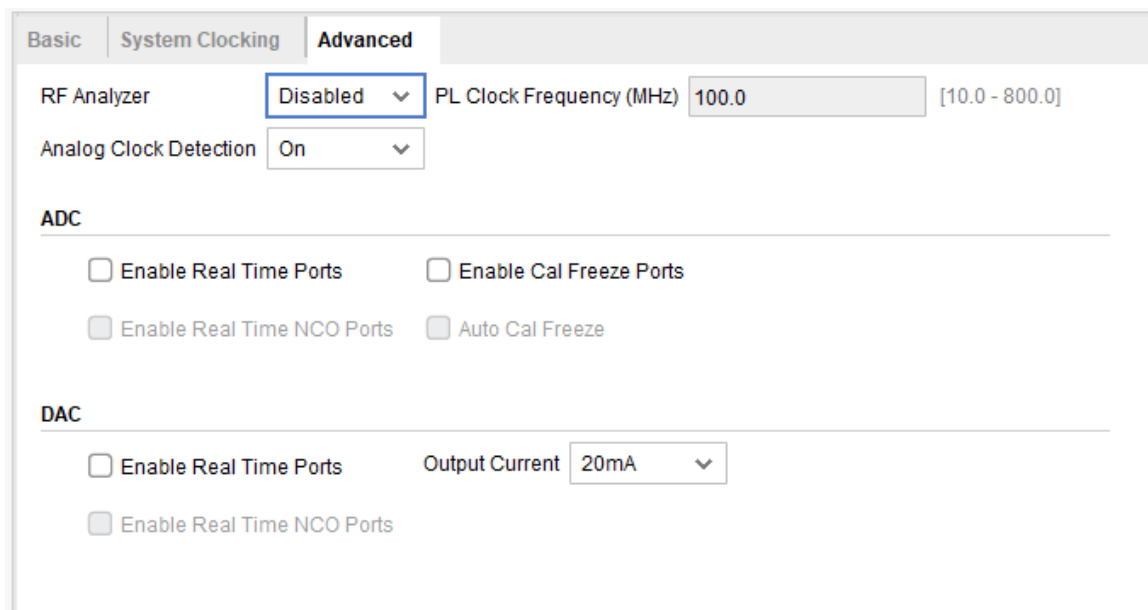 Basic System Clocking Advanced
RF Analyzer Disabled PL Clock Frequency (MHz) 100.0 [10.0 - 800.0]
Analog Clock Detection On
ADC
Enable Real Time Ports Enable Cal Freeze Ports
Enable Real Time NCO Ports Auto Cal Freeze
DAC
Enable Real Time Ports Output Current 20mA
Enable Real Time NCO Ports